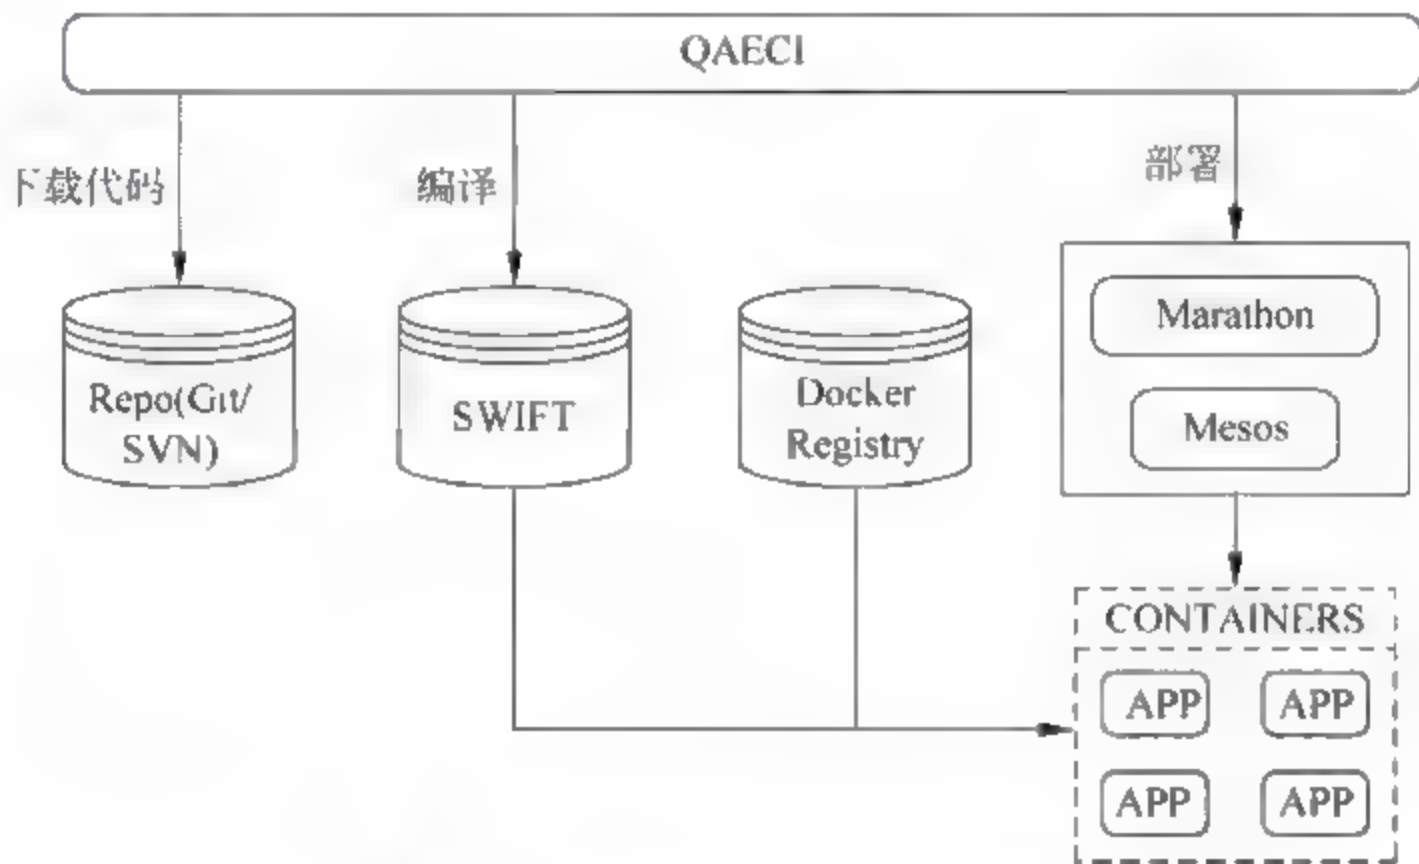 QAECI
下载代码
编译
部署
Repo(Git/
SVN)
SWIFT
Docker
Registry
Marathon
Mesos
CONTAINERS
APP
APP
APP
APP